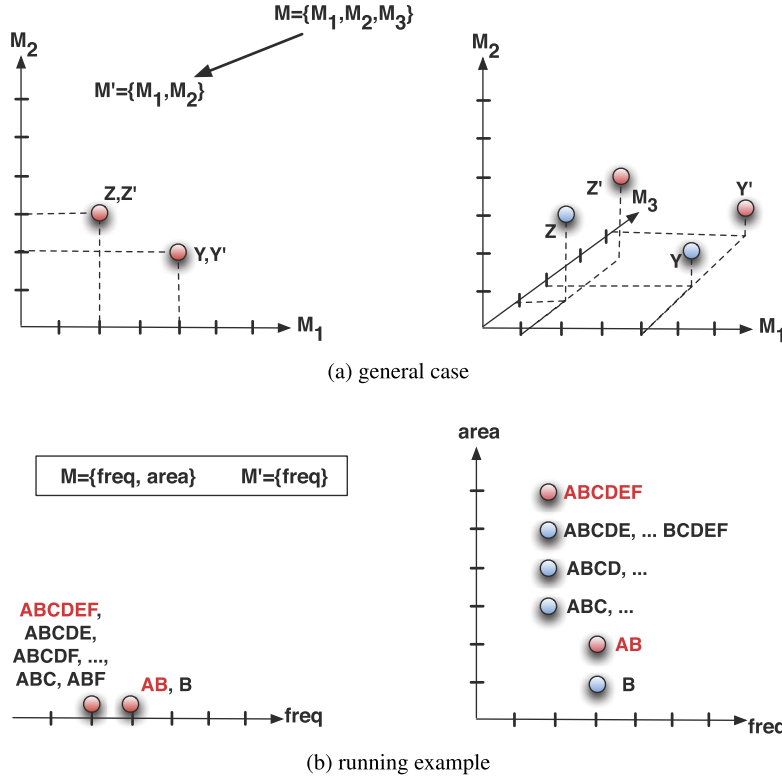 M={M1,M2,M3}
M2
M'={M1,M2}
Z,Z'
Y,Y'
M1
M2
Z'
Y'
M3
Z
Y
M1
(a) general case
M={freq, area} M'={freq}
ABCDEF,
ABCDE,
ABCDF, ...,
ABC, ABF
AB, B
freq
area
ABCDEF
ABCDE, ... BCDEF
ABCD, ...
ABC, ...
AB
B
freq
(b) running example